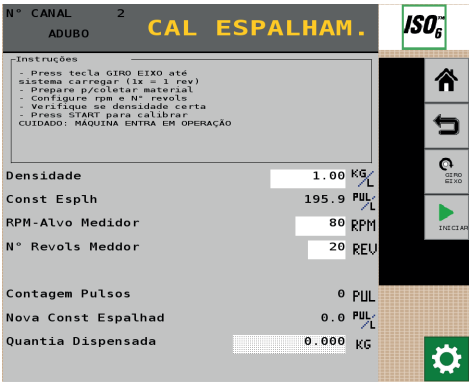 N° CANAL 2
ADUBO
CAL ESPALHAM.
ISO 6
Instruções
- Press tecla GIRO EIXO até
sistema carregar (1x = 1 rev)
- Prepare p/coletar material
- Configure rpm e N° revols
- Verifique se densidade certa
- Press START para calibrar
CUIDADO: MÁQUINA ENTRA EM OPERAÇÃO
Densidade 1.00 KG/L
Const Esplh 195.9 PUL/L
RPM-Alvo Medidor 80 RPM
N° Revols Meddor 20 REV
Contagem Pulsos 0 PUL
Nova Const Espalhad 0.0 PUL/L
Quantia Dispensada 0.000 KG
GIRO
EIXO
INICIAR